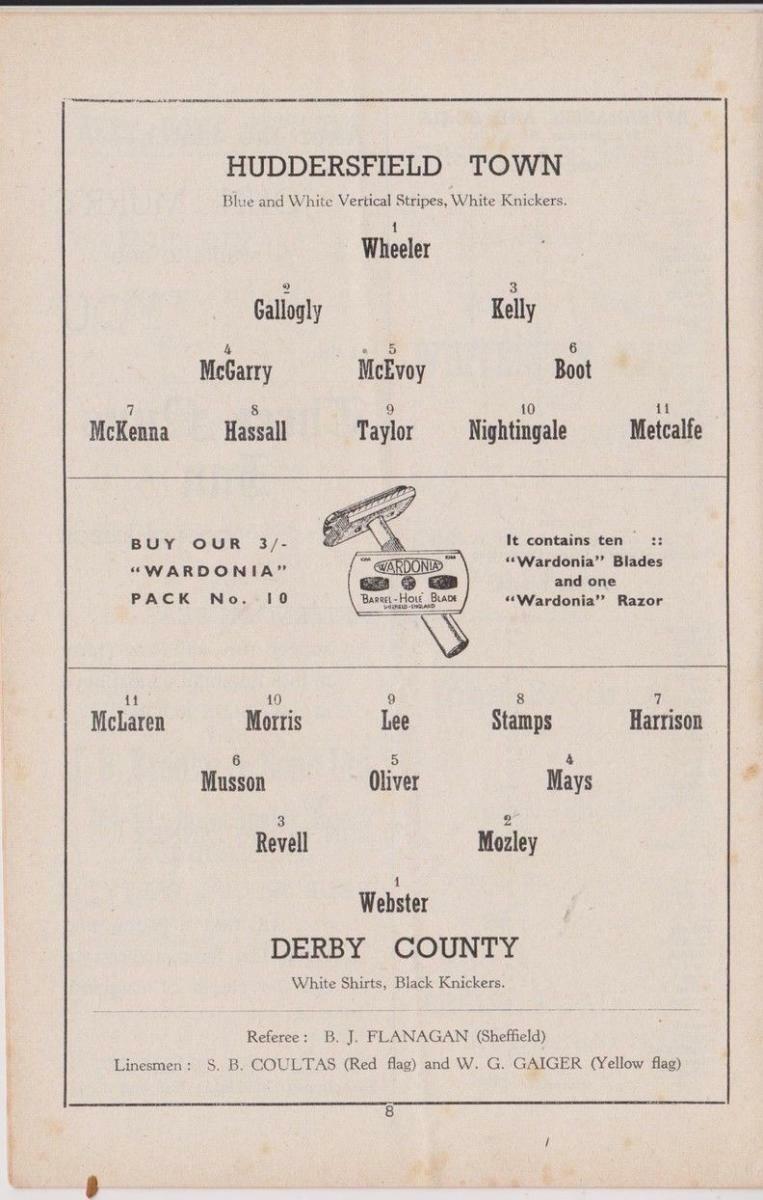 HUDDERSFIELD TOWN
Blue and White Vertical Stripes, White Knickers.
1
Wheeler
2 3
Gallogly Kelly
4 5 6
McGarry McEvoy Boot
7 8 9 10 11
McKenna Hassall Taylor Nightingale Metcalfe
BUY OUR 3/-
"WARDONIA"
PACK No. 10
WARDONIA
"BARREL-HOLE" BLADE
SHEFFIELD·ENGLAND
It contains ten ::
"Wardonia" Blades
and one
"Wardonia" Razor
11 10 9 8 7
McLaren Morris Lee Stamps Harrison
6 5 4
Musson Oliver Mays
3 2
Revell Mozley
1
Webster
DERBY COUNTY
White Shirts, Black Knickers.
Referee : B. J. FLANAGAN (Sheffield)
Linesmen : S. B. COULTAS (Red flag) and W. G. GAIGER (Yellow flag)
8